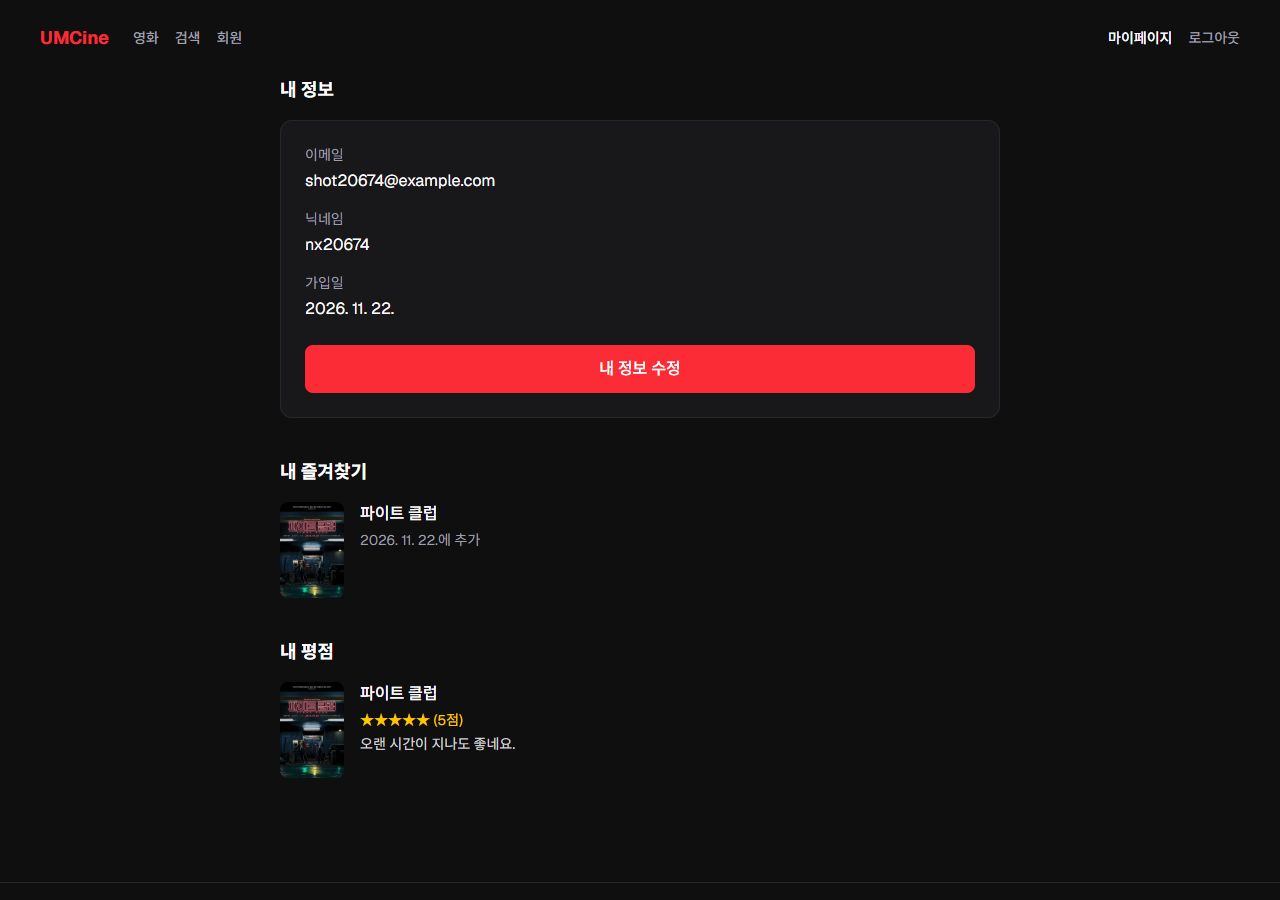 UMCine 영화 검색 회원 마이페이지 로그아웃
내 정보
이메일
shot20674@example.com
닉네임
nx20674
가입일
2026. 11. 22.
내 정보 수정
내 즐겨찾기
파이트 클럽
2026. 11. 22.에 추가
내 평점
파이트 클럽
★★★★★ (5점)
오랜 시간이 지나도 좋네요.